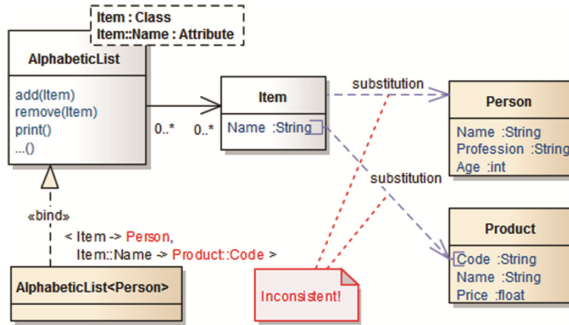 Item : Class
Item::Name : Attribute
AlphabeticList
add(Item)
remove(Item)
print()
...()
0..*
0..*
Item
Name :String
substitution
Person
Name :String
Profession :String
Age :int
substitution
Product
Code :String
Name :String
Price :float
«bind»
< Item -> Person,
Item::Name -> Product::Code >
AlphabeticList<Person>
Inconsistent!